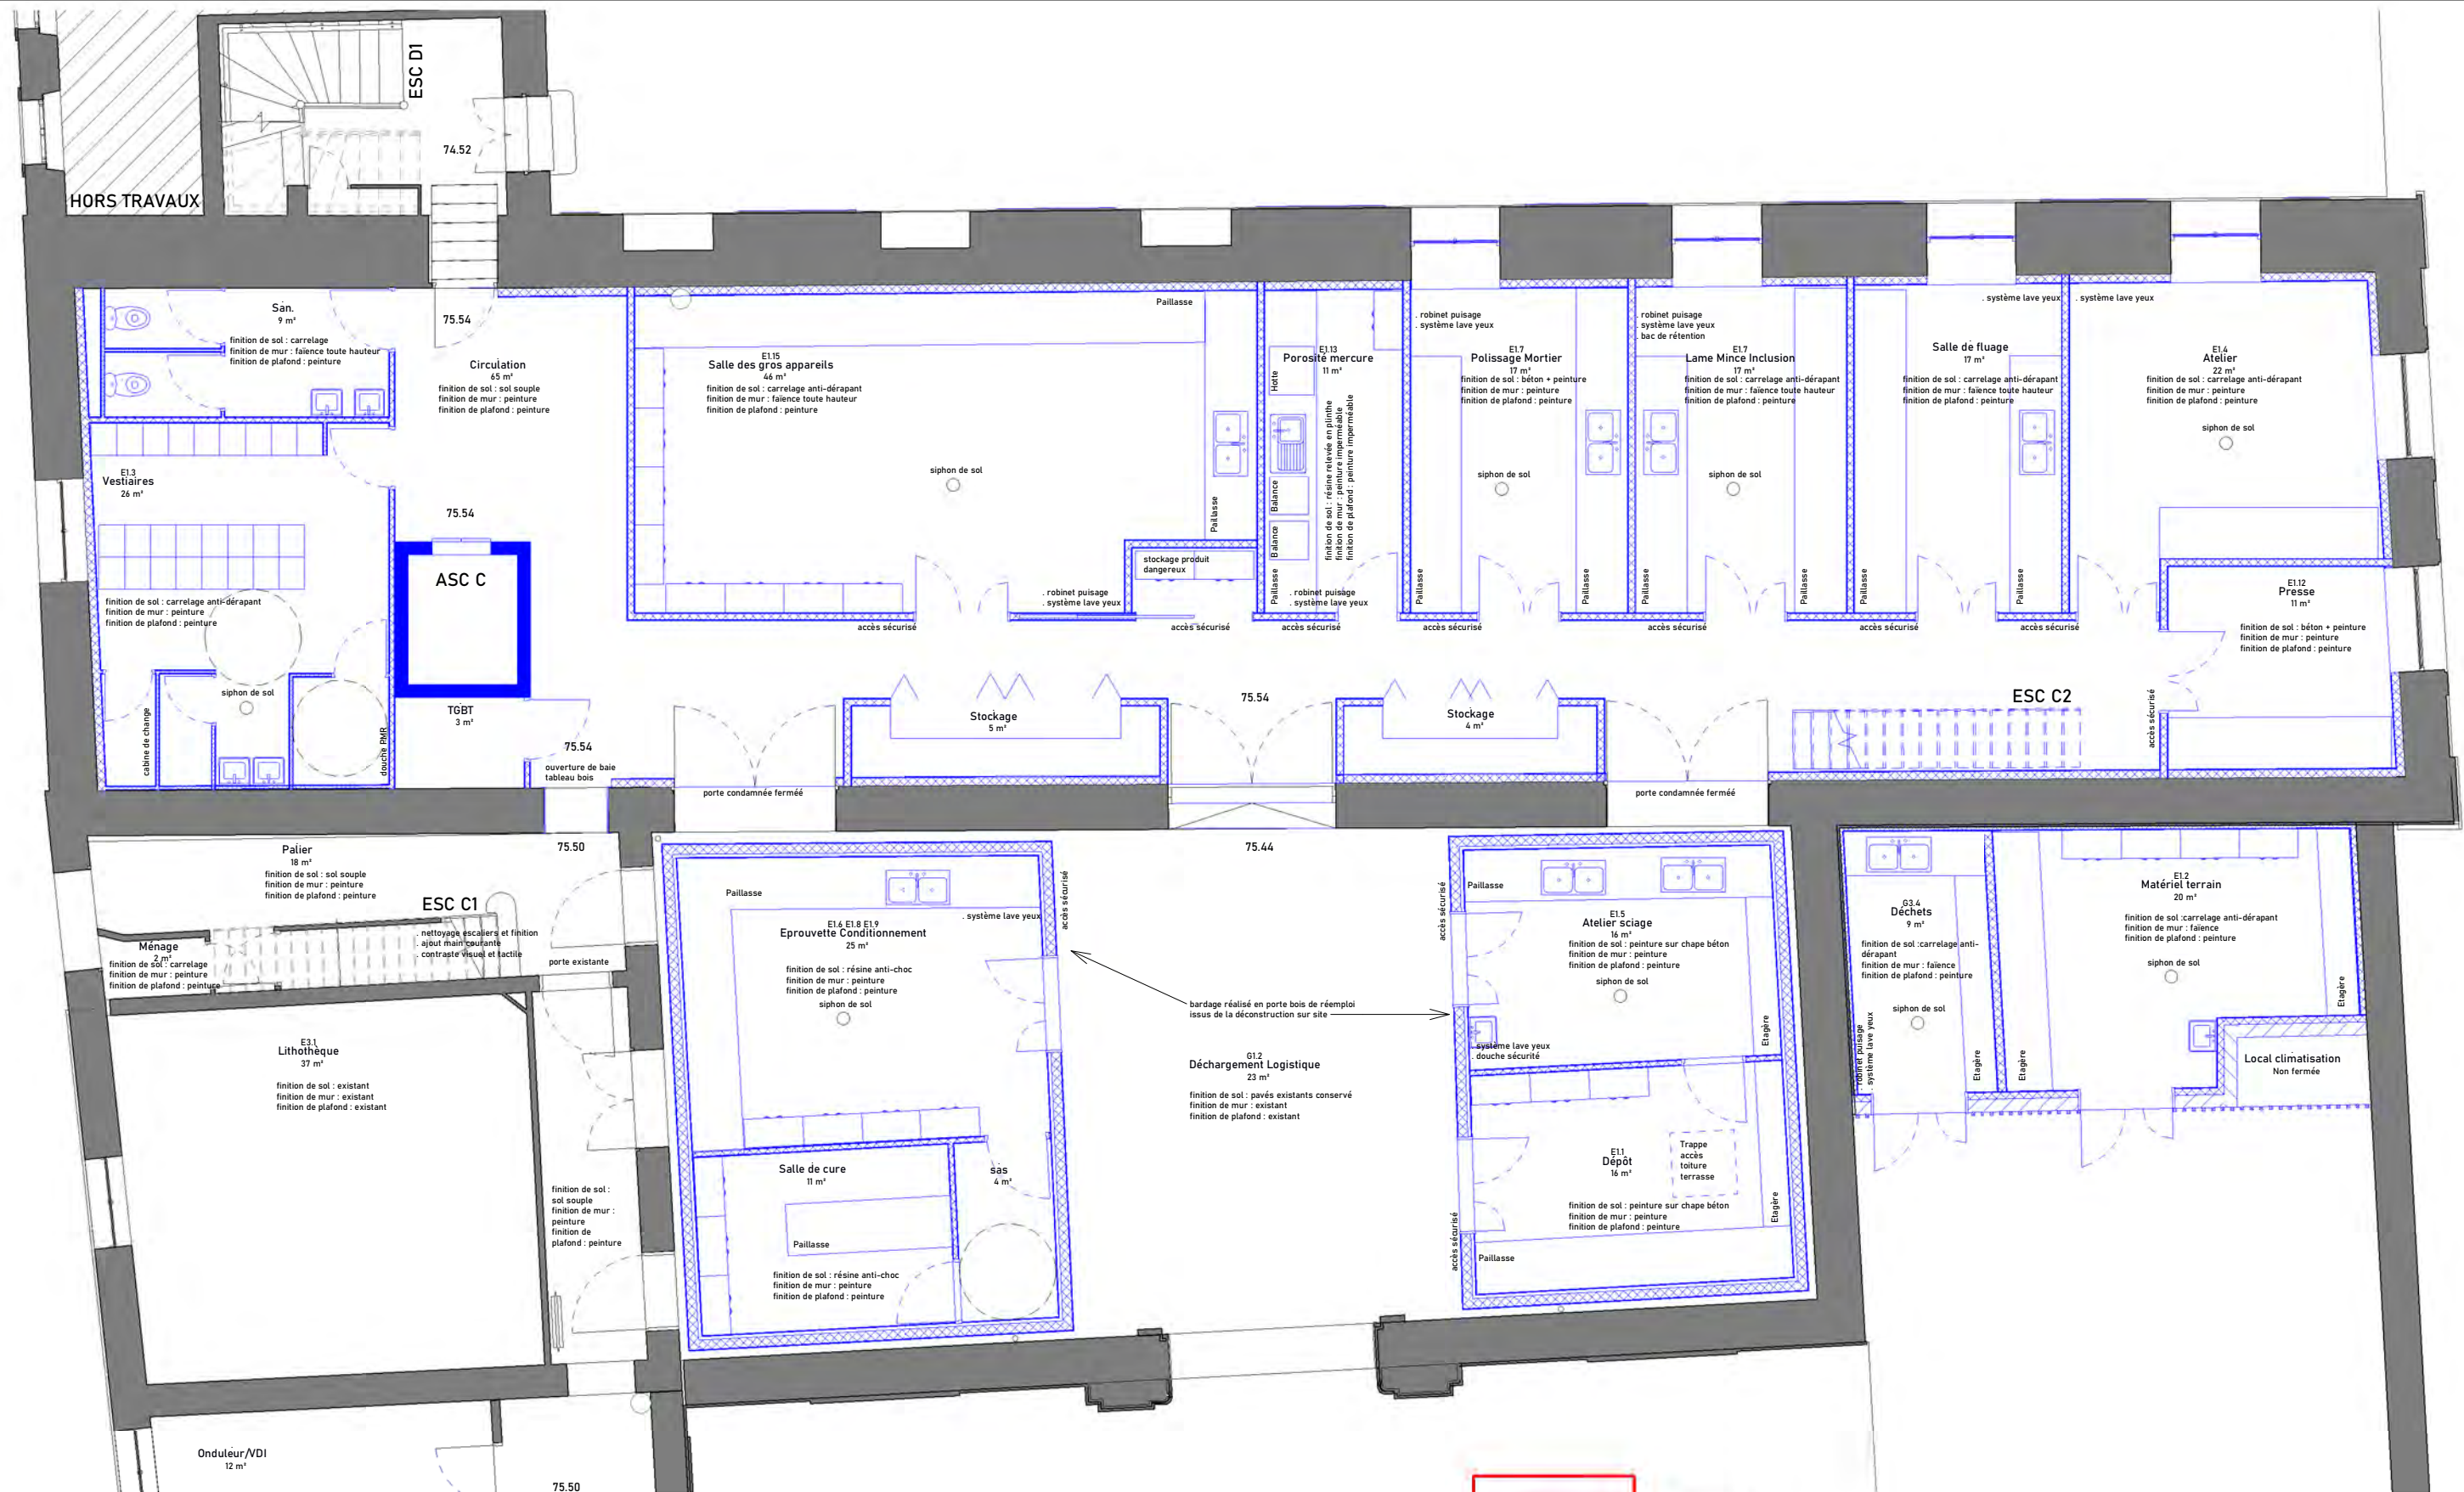 ESC D1
74.52
HORS TRAVAUX
San.
9 m²
finition de sol : carrelage
finition de mur : faïence toute hauteur
finition de plafond : peinture
75.54
Circulation
65 m²
finition de sol : sol souple
finition de mur : peinture
finition de plafond : peinture
E1.3
Vestiaires
26 m²
finition de sol : carrelage anti-dérapant
finition de mur : peinture
finition de plafond : peinture
siphon de sol
cabine de change
douche PMR
75.54
ASC C
TGBT
3 m²
75.54
ouverture de baie
tableau bois
Paillasse
E1.15
Salle des gros appareils
46 m²
finition de sol : carrelage anti-dérapant
finition de mur : faïence toute hauteur
finition de plafond : peinture
siphon de sol
Paillasse
stockage produit
dangereux
. robinet puisage
. système lave yeux
accès sécurisé
accès sécurisé
E1.13
Porosité mercure
11 m²
Hotte
Balance
Balance
Paillasse
finition de sol : résine relevée en plinthe
finition de mur : peinture imperméable
finition de plafond : peinture imperméable
. robinet puisage
. système lave yeux
accès sécurisé
. robinet puisage
. système lave yeux
E1.7
Polissage Mortier
17 m²
finition de sol : béton + peinture
finition de mur : peinture
finition de plafond : peinture
siphon de sol
Paillasse
Paillasse
accès sécurisé
. robinet puisage
. système lave yeux
. bac de rétention
E1.7
Lame Mince Inclusion
17 m²
finition de sol : carrelage anti-dérapant
finition de mur : faïence toute hauteur
finition de plafond : peinture
siphon de sol
Paillasse
Paillasse
accès sécurisé
. système lave yeux
Salle de fluage
17 m²
finition de sol : carrelage anti-dérapant
finition de mur : faïence toute hauteur
finition de plafond : peinture
Paillasse
Paillasse
accès sécurisé
. système lave yeux
E1.4
Atelier
22 m²
finition de sol : carrelage anti-dérapant
finition de mur : peinture
finition de plafond : peinture
siphon de sol
accès sécurisé
E1.12
Presse
11 m²
finition de sol : béton + peinture
finition de mur : peinture
finition de plafond : peinture
accès sécurisé
Stockage
5 m²
75.54
Stockage
4 m²
ESC C2
porte condamnée fermée
porte condamnée fermée
Palier
18 m²
finition de sol : sol souple
finition de mur : peinture
finition de plafond : peinture
75.50
ESC C1
. nettoyage escaliers et finition
. ajout main courante
. contraste visuel et tactile
Ménage
2 m²
finition de sol : carrelage
finition de mur : peinture
finition de plafond : peinture
porte existante
E3.1
Lithothèque
37 m²
finition de sol : existant
finition de mur : existant
finition de plafond : existant
finition de sol :
sol souple
finition de mur :
peinture
finition de
plafond : peinture
Onduleur/VDI
12 m²
75.50
Paillasse
. système lave yeux
accès sécurisé
E1.6 E1.8 E1.9
Eprouvette Conditionnement
25 m²
finition de sol : résine anti-choc
finition de mur : peinture
finition de plafond : peinture
siphon de sol
Salle de cure
11 m²
Paillasse
finition de sol : résine anti-choc
finition de mur : peinture
finition de plafond : peinture
sas
4 m²
75.44
bardage réalisé en porte bois de réemploi
issus de la déconstruction sur site
G1.2
Déchargement Logistique
23 m²
finition de sol : pavés existants conservé
finition de mur : existant
finition de plafond : existant
accès sécurisé
Paillasse
E1.5
Atelier sciage
16 m²
finition de sol : peinture sur chape béton
finition de mur : peinture
finition de plafond : peinture
siphon de sol
Etagère
. système lave yeux
. douche sécurité
E1.1
Dépôt
16 m²
Trappe
accès
toiture
terrasse
finition de sol : peinture sur chape béton
finition de mur : peinture
finition de plafond : peinture
Etagère
accès sécurisé
Paillasse
G3.4
Déchets
9 m²
finition de sol :carrelage anti-
dérapant
finition de mur : faïence
finition de plafond : peinture
siphon de sol
. robinet puisage
. système lave yeux
Etagère
E1.2
Matériel terrain
20 m²
finition de sol :carrelage anti-dérapant
finition de mur : faïence
finition de plafond : peinture
siphon de sol
Etagère
Etagère
Local climatisation
Non fermée